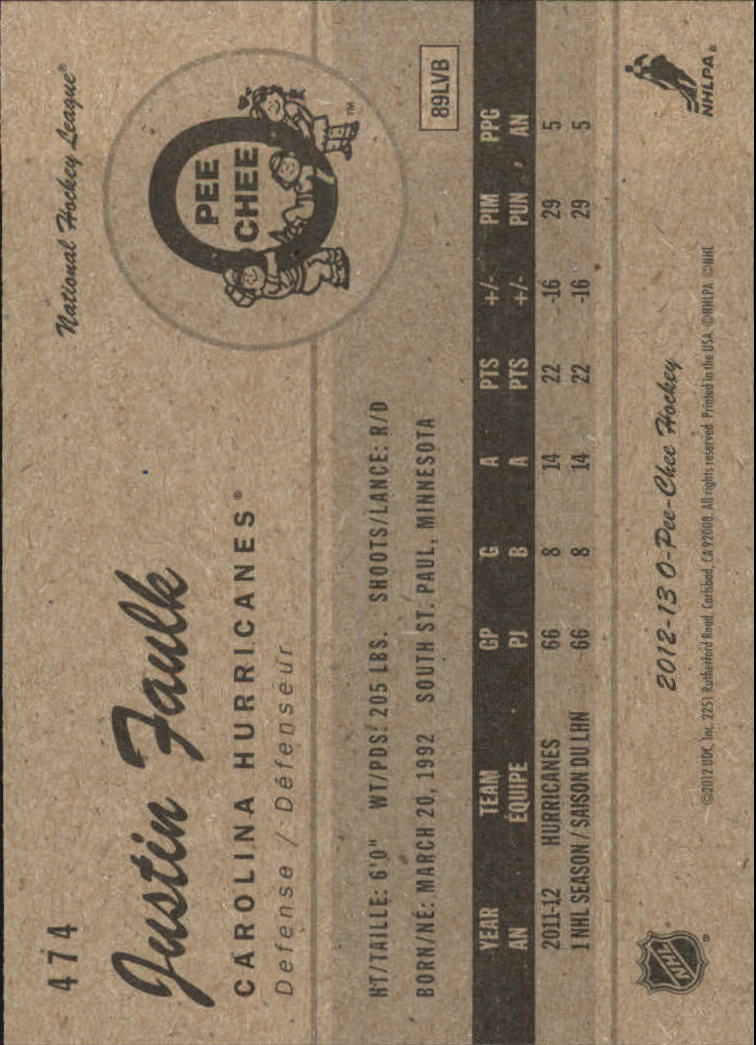 474
National Hockey League®
Justin Faulk
CAROLINA HURRICANES®
Defense / Défenseur
O
PEE
CHEE
TM
HT/TAILLE: 6'0" WT/PDS: 205 LBS. SHOOTS/LANCE: R/D
BORN/NÉ: MARCH 20, 1992 SOUTH ST. PAUL, MINNESOTA
89LVB
YEAR TEAM GP G A PTS +/- PIM PPG
AN ÉQUIPE PJ B A PTS +/- PUN AN
2011-12 HURRICANES 66 8 14 22 -16 29 5
1 NHL SEASON / SAISON DU LHN 66 8 14 22 -16 29 5
NHL®
2012-13 O-Pee-Chee Hockey
©2012 UDC, Inc. 2251 Rutherford Road, Carlsbad, CA 92008. All rights reserved. Printed in the USA. ©NHLPA ©NHL
NHLPA®